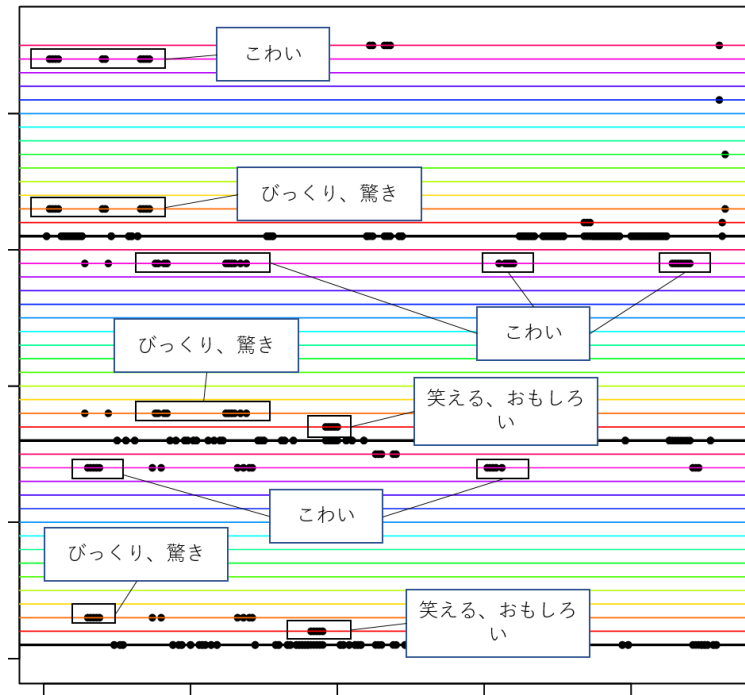 こわい
びっくり、驚き
こわい
びっくり、驚き
笑える、おもしろ
い
こわい
びっくり、驚き
笑える、おもしろ
い